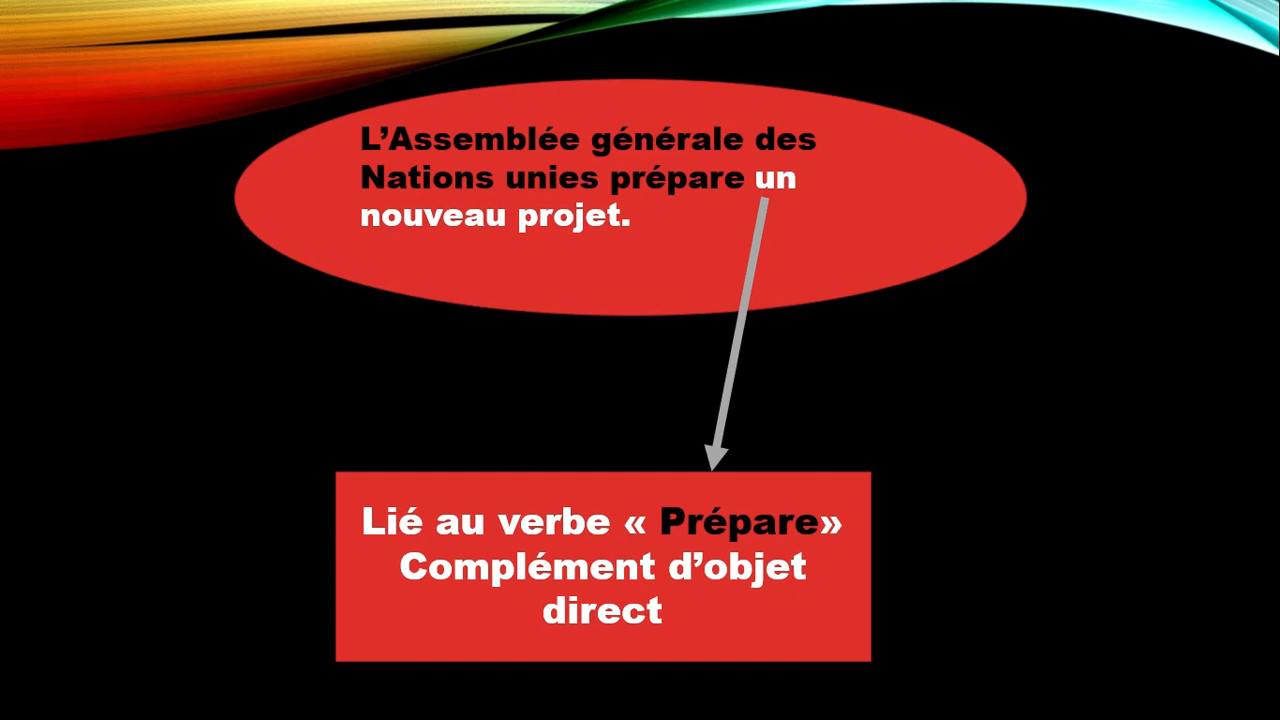 L’Assemblée générale des
Nations unies prépare un
nouveau projet.
Lié au verbe « Prépare»
Complément d’objet
direct